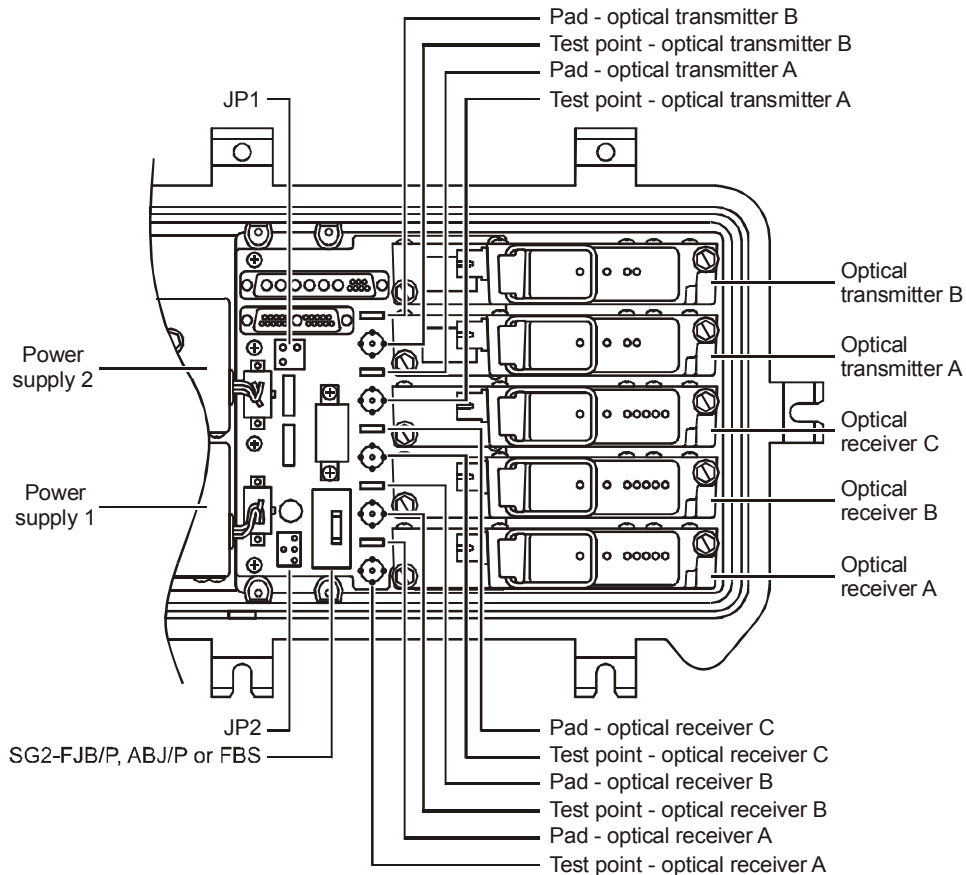 Pad - optical transmitter B
Test point - optical transmitter B
Pad - optical transmitter A
Test point - optical transmitter A
JP1
Optical
transmitter B
Optical
transmitter A
Power
supply 2
Optical
receiver C
Optical
receiver B
Power
supply 1
Optical
receiver A
JP2
SG2-FJB/P, ABJ/P or FBS
Pad - optical receiver C
Test point - optical receiver C
Pad - optical receiver B
Test point - optical receiver B
Pad - optical receiver A
Test point - optical receiver A